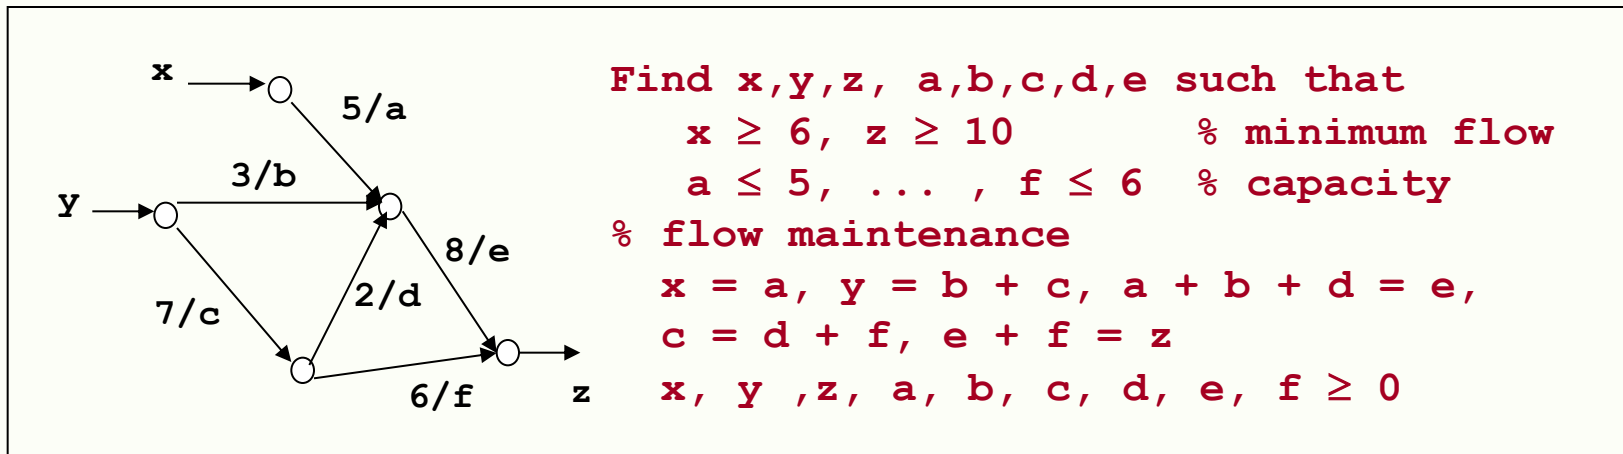 x
5/a
3/b
y
8/e
2/d
7/c
6/f
z
Find x,y,z, a,b,c,d,e such that
x ≥ 6, z ≥ 10 % minimum flow
a ≤ 5, ... , f ≤ 6 % capacity
% flow maintenance
x = a, y = b + c, a + b + d = e,
c = d + f, e + f = z
x, y ,z, a, b, c, d, e, f ≥ 0